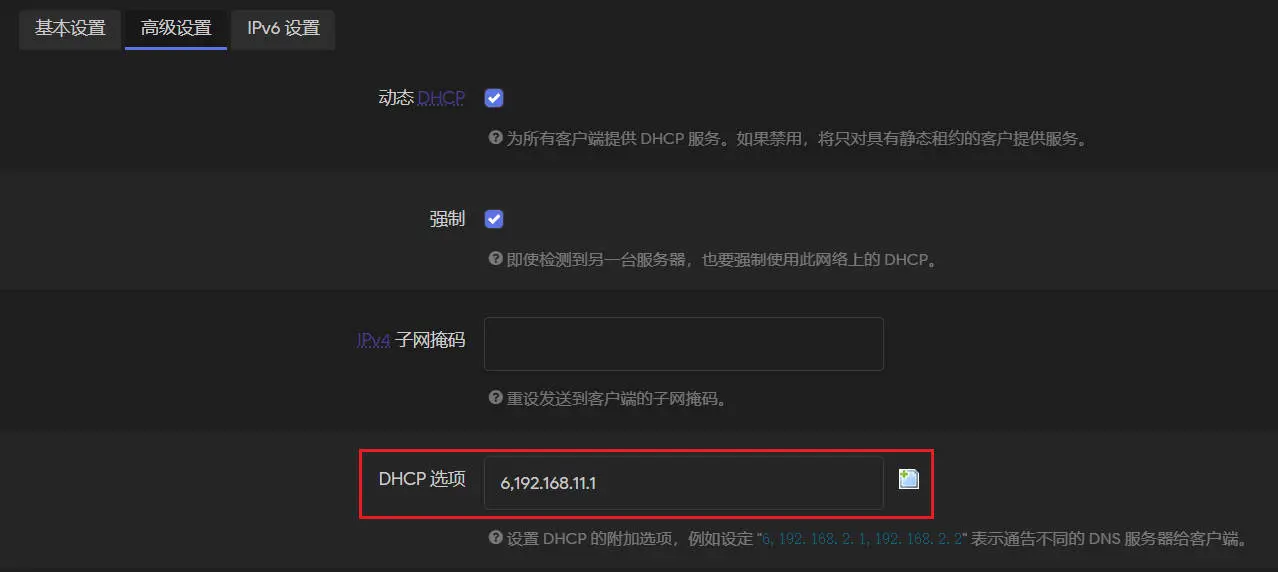 基本设置 高级设置 IPv6 设置
动态 DHCP
为所有客户端提供 DHCP 服务。如果禁用，将只对具有静态租约的客户提供服务。
强制
即使检测到另一台服务器，也要强制使用此网络上的 DHCP。
IPv4 子网掩码
重设发送到客户端的子网掩码。
DHCP 选项 6,192.168.11.1
设置 DHCP 的附加选项，例如设定 "6,192.168.2.1,192.168.2.2" 表示通告不同的 DNS 服务器给客户端。